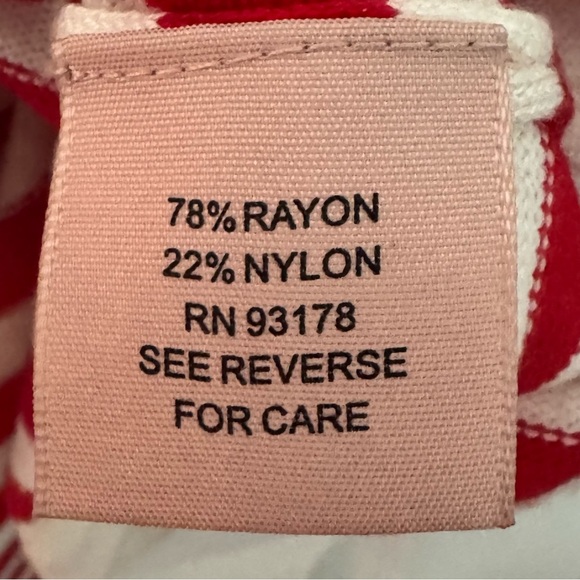 78% RAYON
22% NYLON
RN 93178
SEE REVERSE
FOR CARE